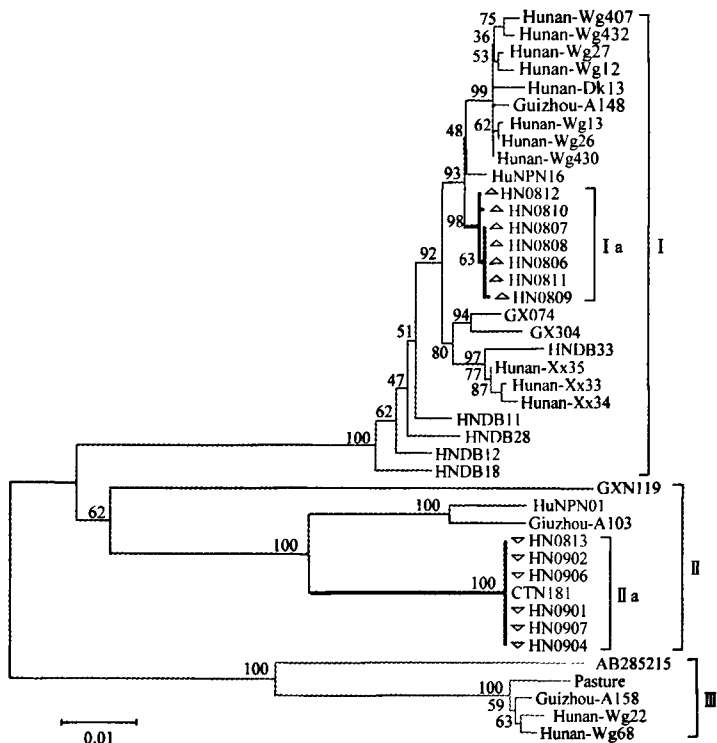 75 Hunan-Wg407
36 Hunan-Wg432
53 Hunan-Wg27
Hunan-Wg12
99 Hunan-Dk13
Guizhou-A148
62 Hunan-Wg13
48 Hunan-Wg26
Hunan-Wg430
93 HuNPN16
△HN0812
98 △ HN0810
△ HN0807
△ HN0808 Ⅰa Ⅰ
92 63 △ HN0806
△ HN0811
△ HN0809
94 GX074
51 GX304
80 97 HNDB33
77 Hunan-Xx35
87 Hunan-Xx33
47 Hunan-Xx34
62 HNDB11
100 HNDB28
HNDB12
HNDB18
GXN119
62 100 HuNPN01
Giuzhou-A103
100 ▽ HN0813
▽ HN0902 Ⅱ
▽ HN0906
100 CTN181 Ⅱa
▽ HN0901
▽ HN0907
▽ HN0904
100 AB285215
100 Pasture
59 Guizhou-A158 Ⅲ
63 Hunan-Wg22
Hunan-Wg68
0.01